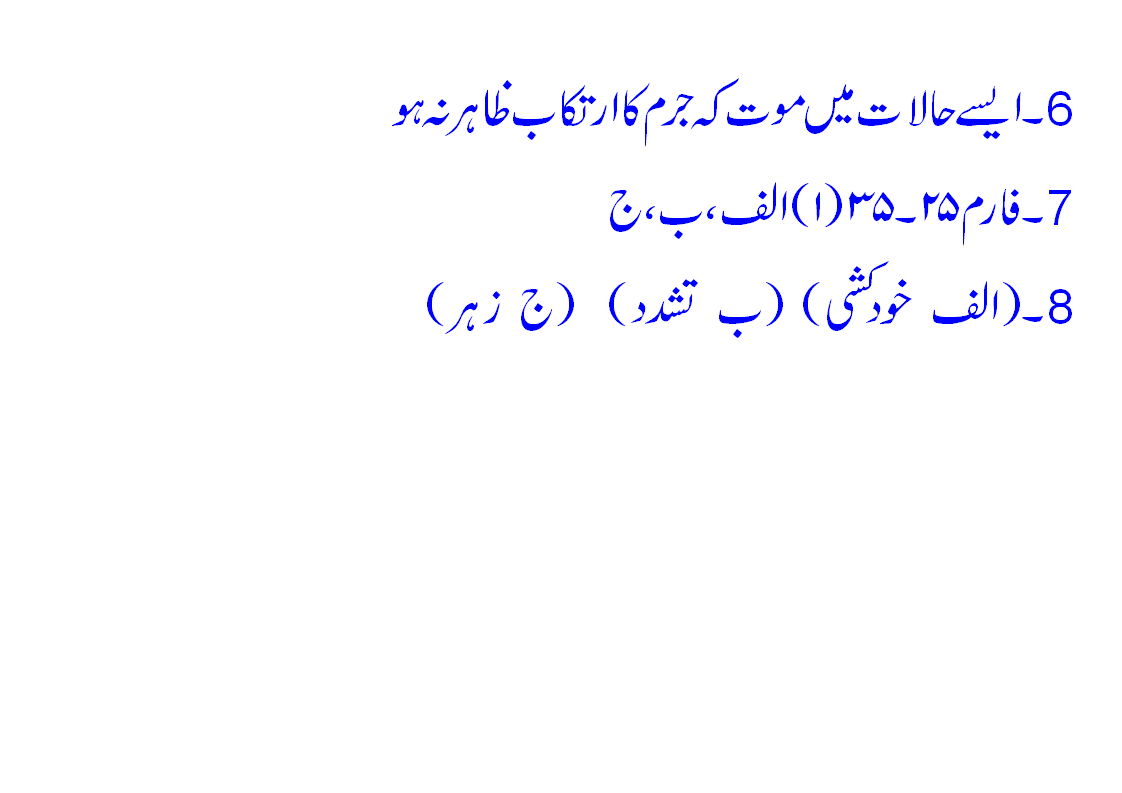 6۔ایسے حالات میں موت کہ جرم کا ارتکاب ظاہر نہ ہو
7۔فارم ۲۵۔۳۵(۱)الف،ب،ج
8۔(الف خودکشی) (ب تشدد) (ج زہر)